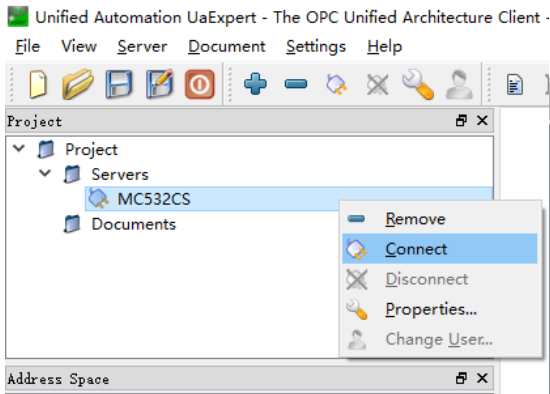 Unified Automation UaExpert - The OPC Unified Architecture Client -
File View Server Document Settings Help
Project
Project
Servers
MC532CS
Documents
Remove
Connect
Disconnect
Properties...
Change User...
Address Space